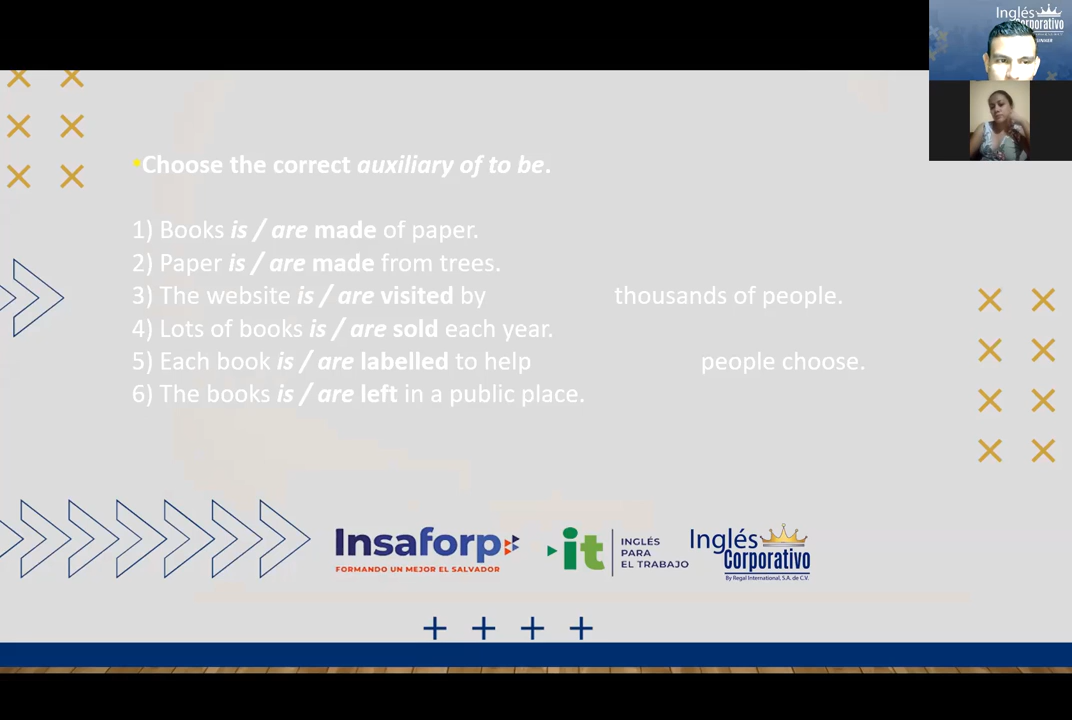 Inglés
Corporativo
•Choose the correct auxiliary of to be.
1) Books is / are made of paper.
2) Paper is / are made from trees.
3) The website is / are visited by thousands of people.
4) Lots of books is / are sold each year.
5) Each book is / are labelled to help people choose.
6) The books is / are left in a public place.
Insaforp
FORMANDO UN MEJOR EL SALVADOR
it
INGLÉS
PARA
EL TRABAJO
Inglés
Corporativo
By Regal International, S.A. de C.V.